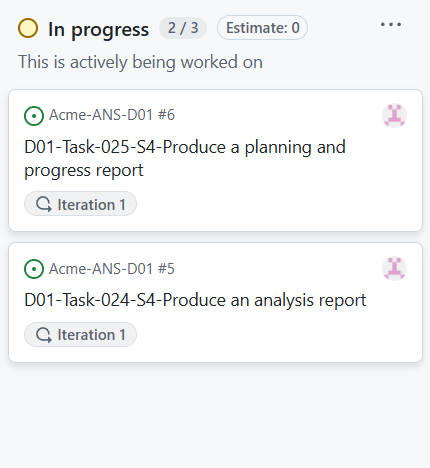 In progress 2 / 3 Estimate: 0
This is actively being worked on
Acme-ANS-D01 #6
D01-Task-025-S4-Produce a planning and
progress report
Iteration 1
Acme-ANS-D01 #5
D01-Task-024-S4-Produce an analysis report
Iteration 1